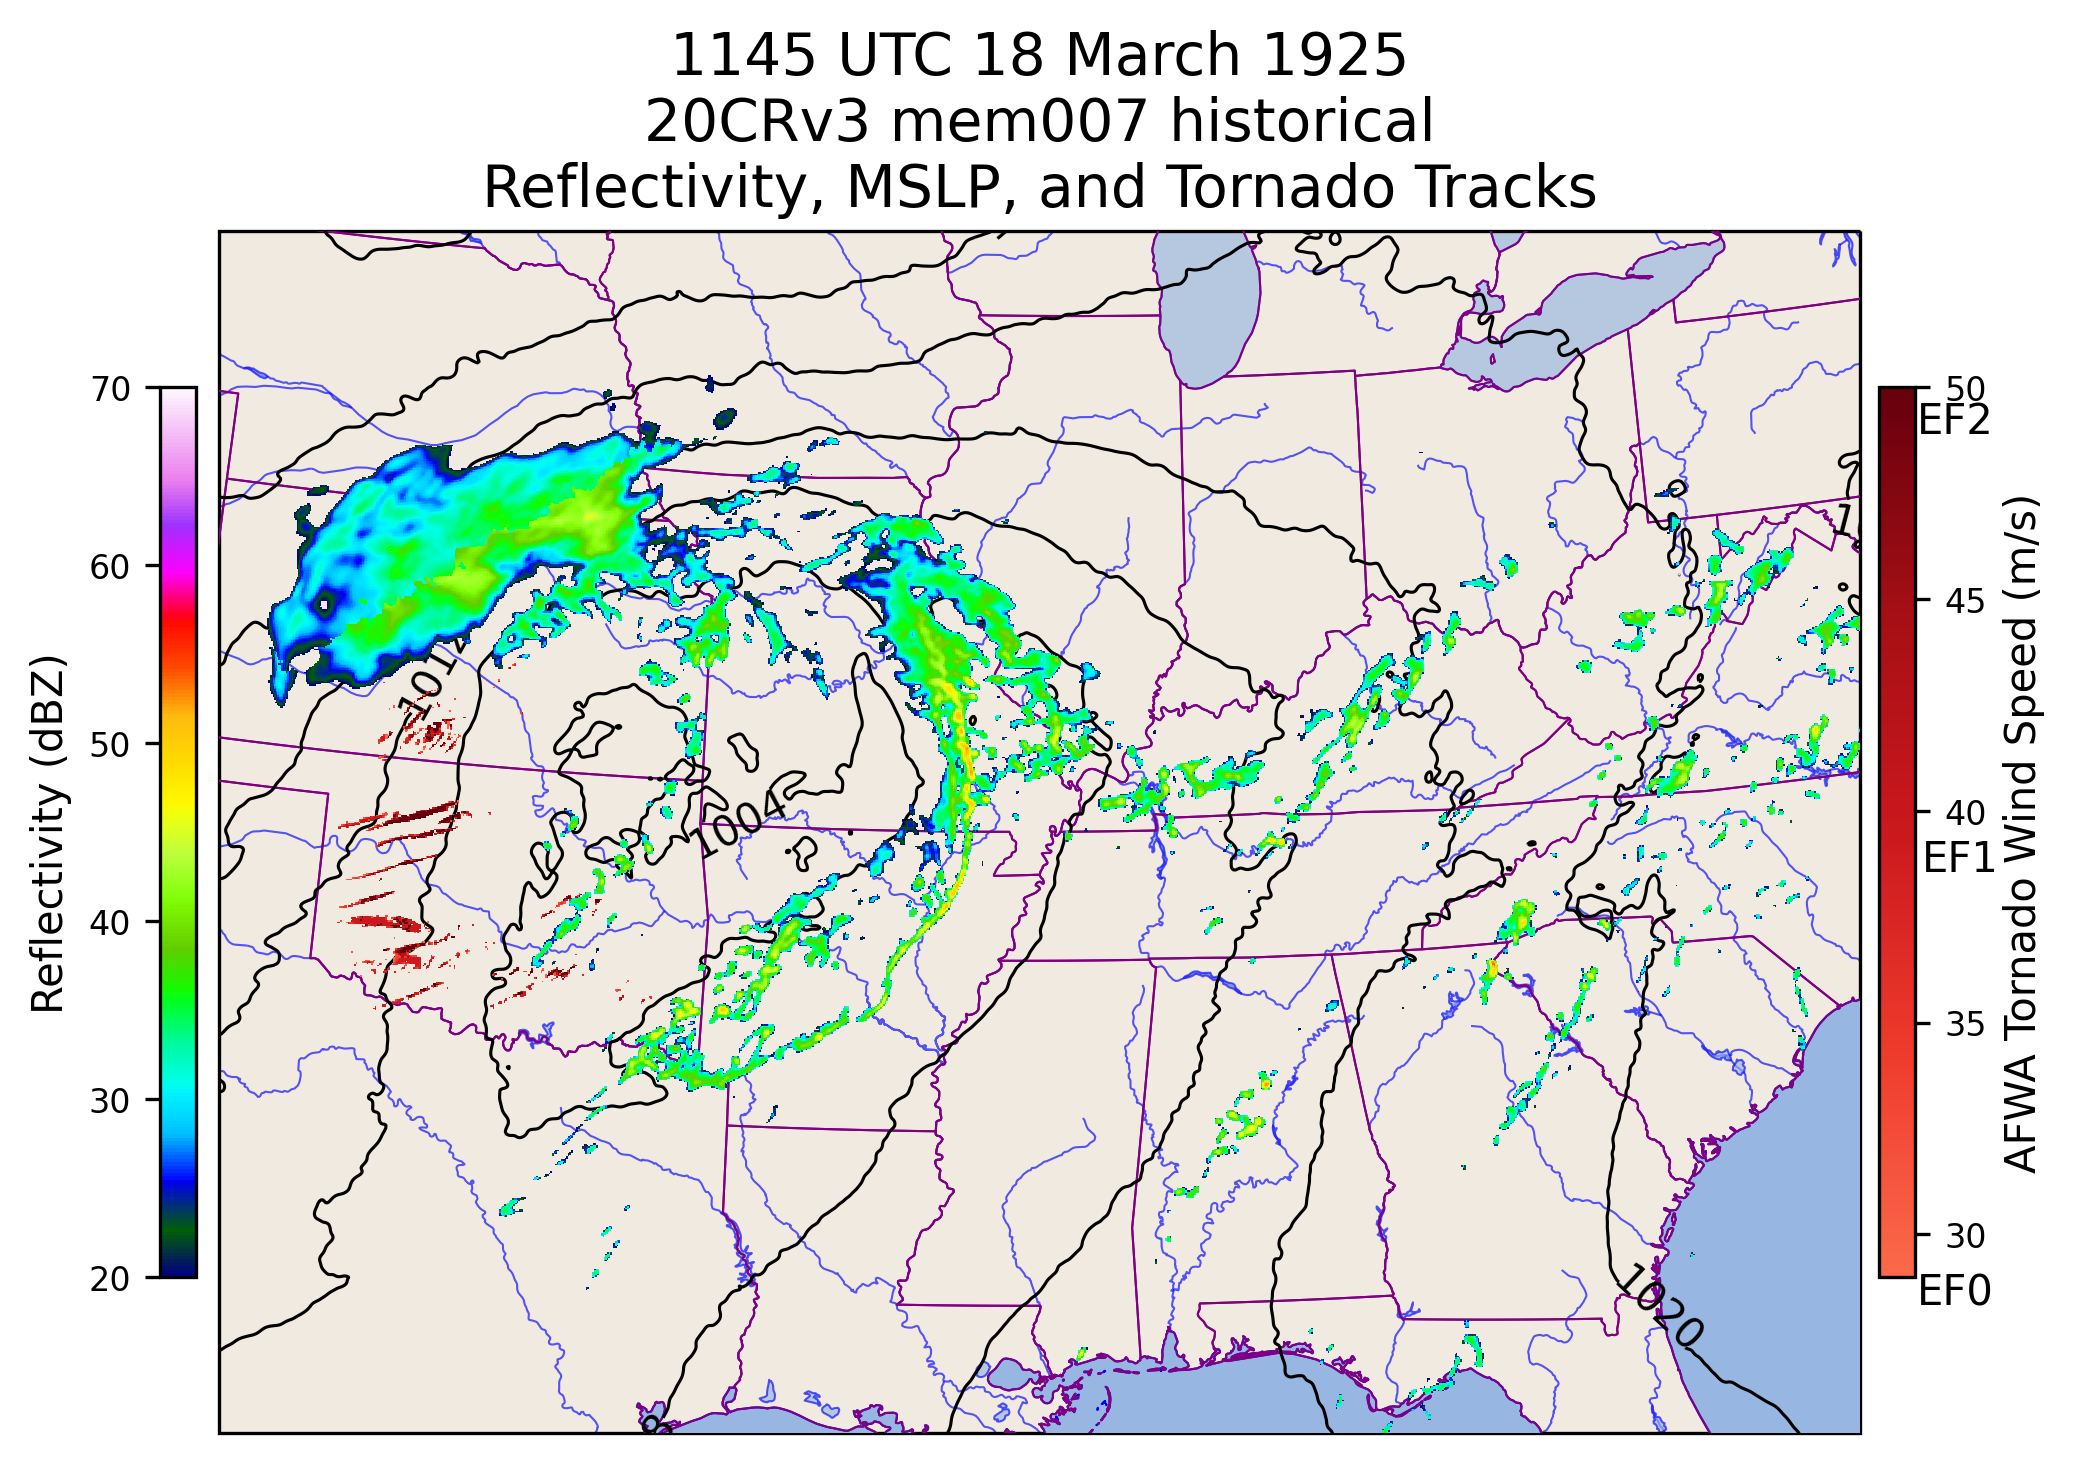 1145 UTC 18 March 1925
20CRv3 mem007 historical
Reflectivity, MSLP, and Tornado Tracks
Reflectivity (dBZ)
70
60
50
40
30
20
1004
1020
50
EF2
45
40
EF1
35
30
EF0
AFWA Tornado Wind Speed (m/s)